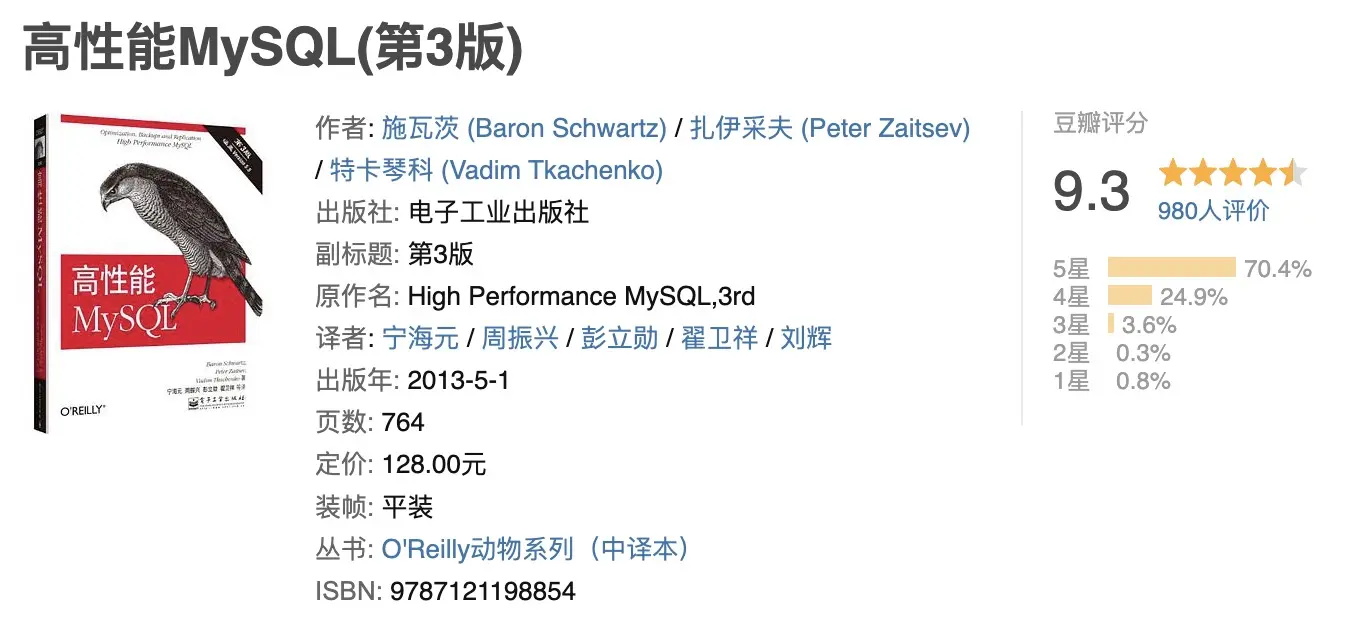 高性能MySQL(第3版)
Optimization, Backups and Replication
High Performance MySQL
第3版
高性能
MySQL
Baron Schwartz,
Peter Zaitsev,
Vadim Tkachenko 著
宁海元 周振兴 彭立勋 翟卫祥 等译
O'REILLY®
电子工业出版社
作者: 施瓦茨 (Baron Schwartz) / 扎伊采夫 (Peter Zaitsev)
/ 特卡琴科 (Vadim Tkachenko)
出版社: 电子工业出版社
副标题: 第3版
原作名: High Performance MySQL,3rd
译者: 宁海元 / 周振兴 / 彭立勋 / 翟卫祥 / 刘辉
出版年: 2013-5-1
页数: 764
定价: 128.00元
装帧: 平装
丛书: O'Reilly动物系列（中译本）
ISBN: 9787121198854
豆瓣评分
9.3
980人评价
5星 70.4%
4星 24.9%
3星 3.6%
2星 0.3%
1星 0.8%